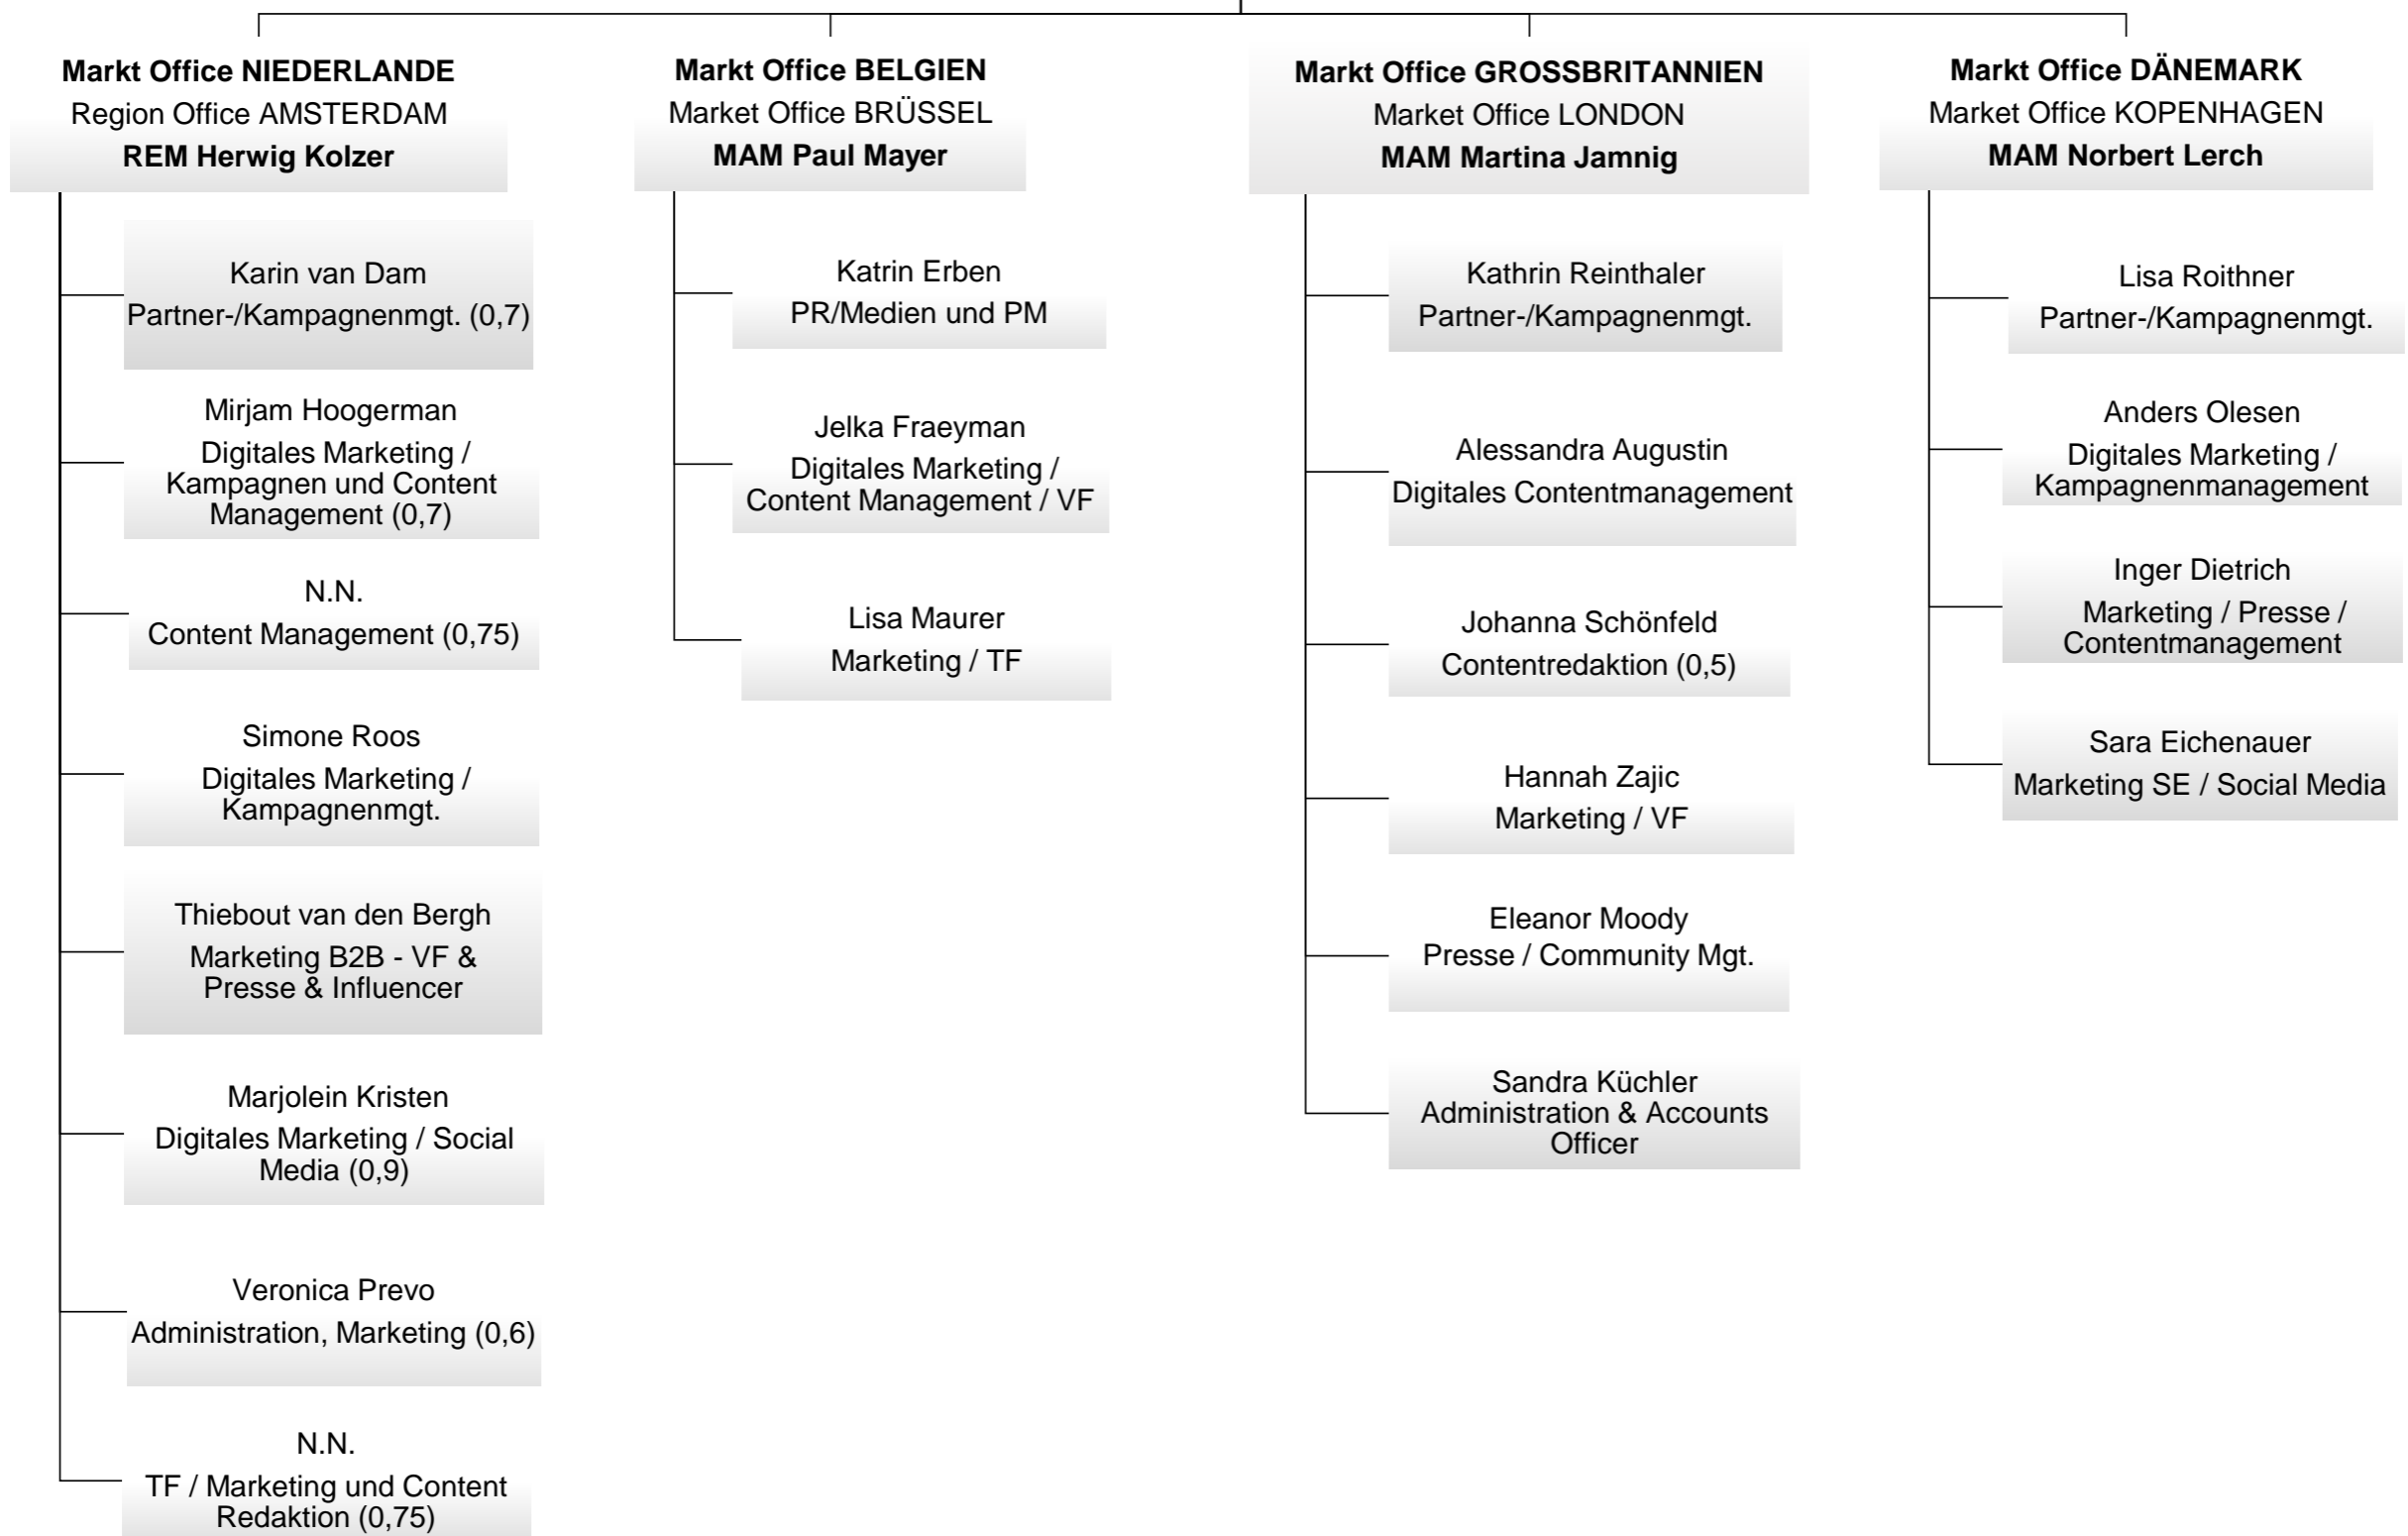 Markt Office NIEDERLANDE
Region Office AMSTERDAM
REM Herwig Kolzer
Karin van Dam
Partner-/Kampagnenmgt. (0,7)
Mirjam Hoogerman
Digitales Marketing /
Kampagnen und Content
Management (0,7)
N.N.
Content Management (0,75)
Simone Roos
Digitales Marketing /
Kampagnenmgt.
Thiebout van den Bergh
Marketing B2B - VF &
Presse & Influencer
Marjolein Kristen
Digitales Marketing / Social
Media (0,9)
Veronica Prevo
Administration, Marketing (0,6)
N.N.
TF / Marketing und Content
Redaktion (0,75)
Markt Office BELGIEN
Market Office BRÜSSEL
MAM Paul Mayer
Katrin Erben
PR/Medien und PM
Jelka Fraeyman
Digitales Marketing /
Content Management / VF
Lisa Maurer
Marketing / TF
Markt Office GROSSBRITANNIEN
Market Office LONDON
MAM Martina Jamnig
Kathrin Reinthaler
Partner-/Kampagnenmgt.
Alessandra Augustin
Digitales Contentmanagement
Johanna Schönfeld
Contentredaktion (0,5)
Hannah Zajic
Marketing / VF
Eleanor Moody
Presse / Community Mgt.
Sandra Küchler
Administration & Accounts
Officer
Markt Office DÄNEMARK
Market Office KOPENHAGEN
MAM Norbert Lerch
Lisa Roithner
Partner-/Kampagnenmgt.
Anders Olesen
Digitales Marketing /
Kampagnenmanagement
Inger Dietrich
Marketing / Presse /
Contentmanagement
Sara Eichenauer
Marketing SE / Social Media